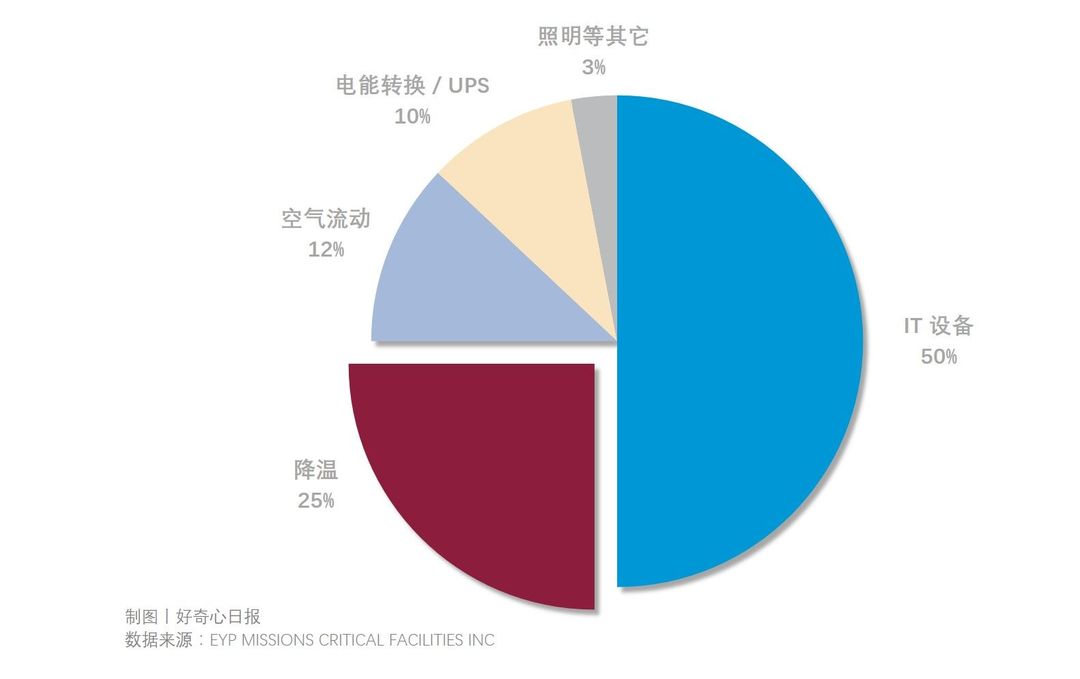 照明等其它
3%
电能转换 / UPS
10%
空气流动
12%
IT 设备
50%
降温
25%
制图丨好奇心日报
数据来源：EYP MISSIONS CRITICAL FACILITIES INC